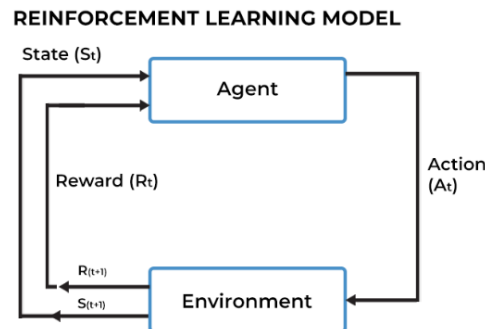 REINFORCEMENT LEARNING MODEL
State (St)
Agent
Reward (Rt)
Action
(At)
R(t+1)
S(t+1)
Environment